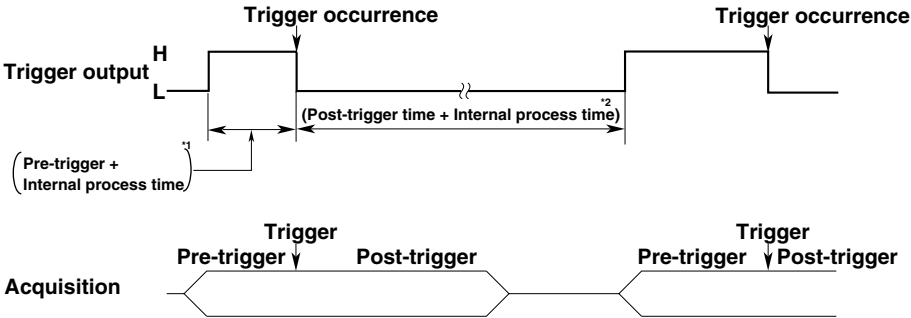 Trigger occurrence
Trigger occurrence
H
Trigger output
L
(Post-trigger time + Internal process time)*2
(Pre-trigger +
Internal process time)*1
Trigger
Trigger
Pre-trigger
Post-trigger
Pre-trigger
Post-trigger
Acquisition